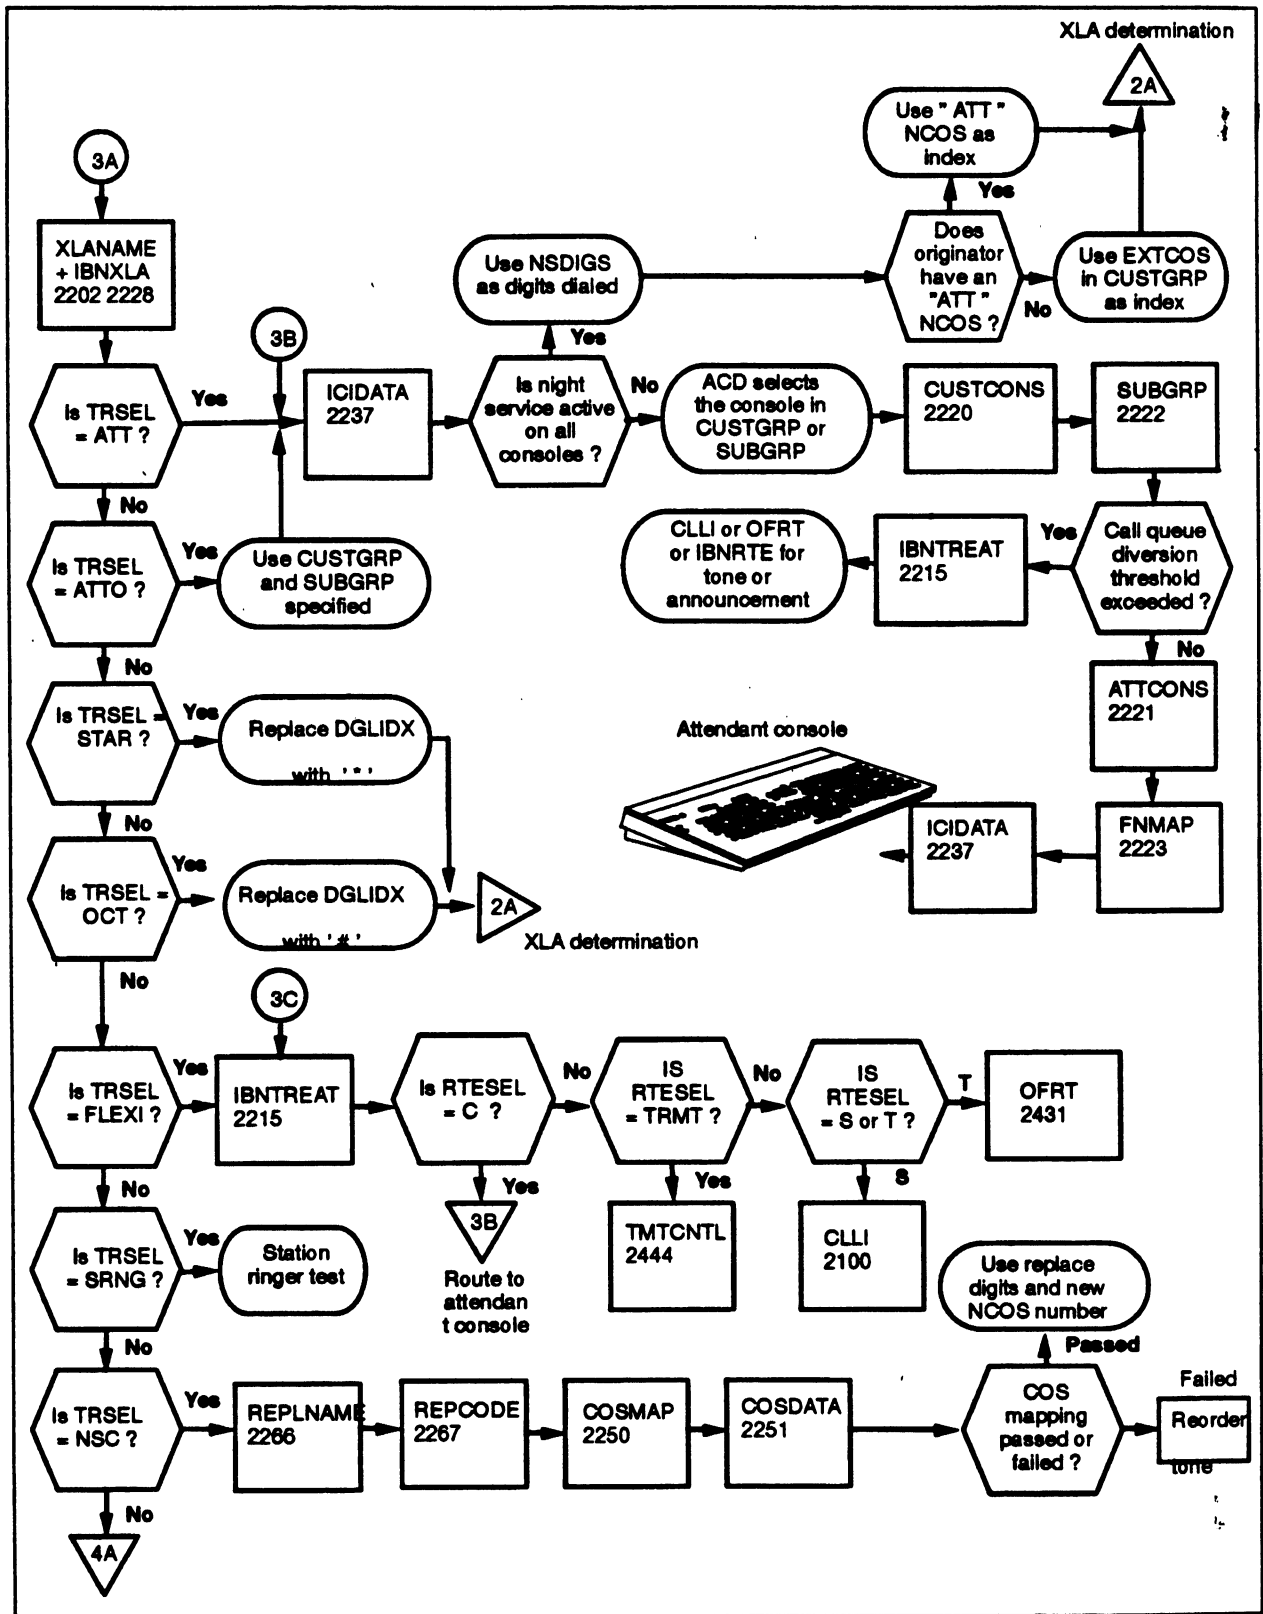 XLA determination
2A
Use " ATT "
NCOS as
index
Yes
3A
XLANAME
+ IBNXLA
2202 2228
Use NSDIGS
as digits dialed
Does
originator
have an
"ATT "
NCOS ?
No
Use EXTCOS
in CUSTGRP
as index
3B
Yes
Is TRSEL
= ATT ?
Yes
ICIDATA
2237
Is night
service active
on all
consoles ?
No
ACD selects
the console in
CUSTGRP or
SUBGRP
CUSTCONS
2220
SUBGRP
2222
No
Is TRSEL
= ATTO ?
Yes
Use CUSTGRP
and SUBGRP
specified
CLLI or OFRT
or IBNRTE for
tone or
announcement
IBNTREAT
2215
Yes
Call queue
diversion
threshold
exceeded ?
No
No
ATTCONS
2221
Is TRSEL =
STAR ?
Yes
Replace DGLIDX
with ' * '
Attendant console
No
ICIDATA
2237
FNMAP
2223
Is TRSEL =
OCT ?
Yes
Replace DGLIDX
with ' # '
2A
XLA determination
No
3C
Is TRSEL
= FLEXI ?
Yes
IBNTREAT
2215
Is RTESEL
= C ?
No
IS
RTESEL
= TRMT ?
No
IS
RTESEL
= S or T ?
T
OFRT
2431
No
Yes
Yes
S
3B
Route to
attendan
t console
TMTCNTL
2444
CLLI
2100
Is TRSEL
= SRNG ?
Yes
Station
ringer test
Use replace
digits and new
NCOS number
No
Passed
Is TRSEL
= NSC ?
Yes
REPLNAME
2266
REPCODE
2267
COSMAP
2250
COSDATA
2251
COS
mapping
passed or
failed ?
Failed
Reorder
tone
No
4A